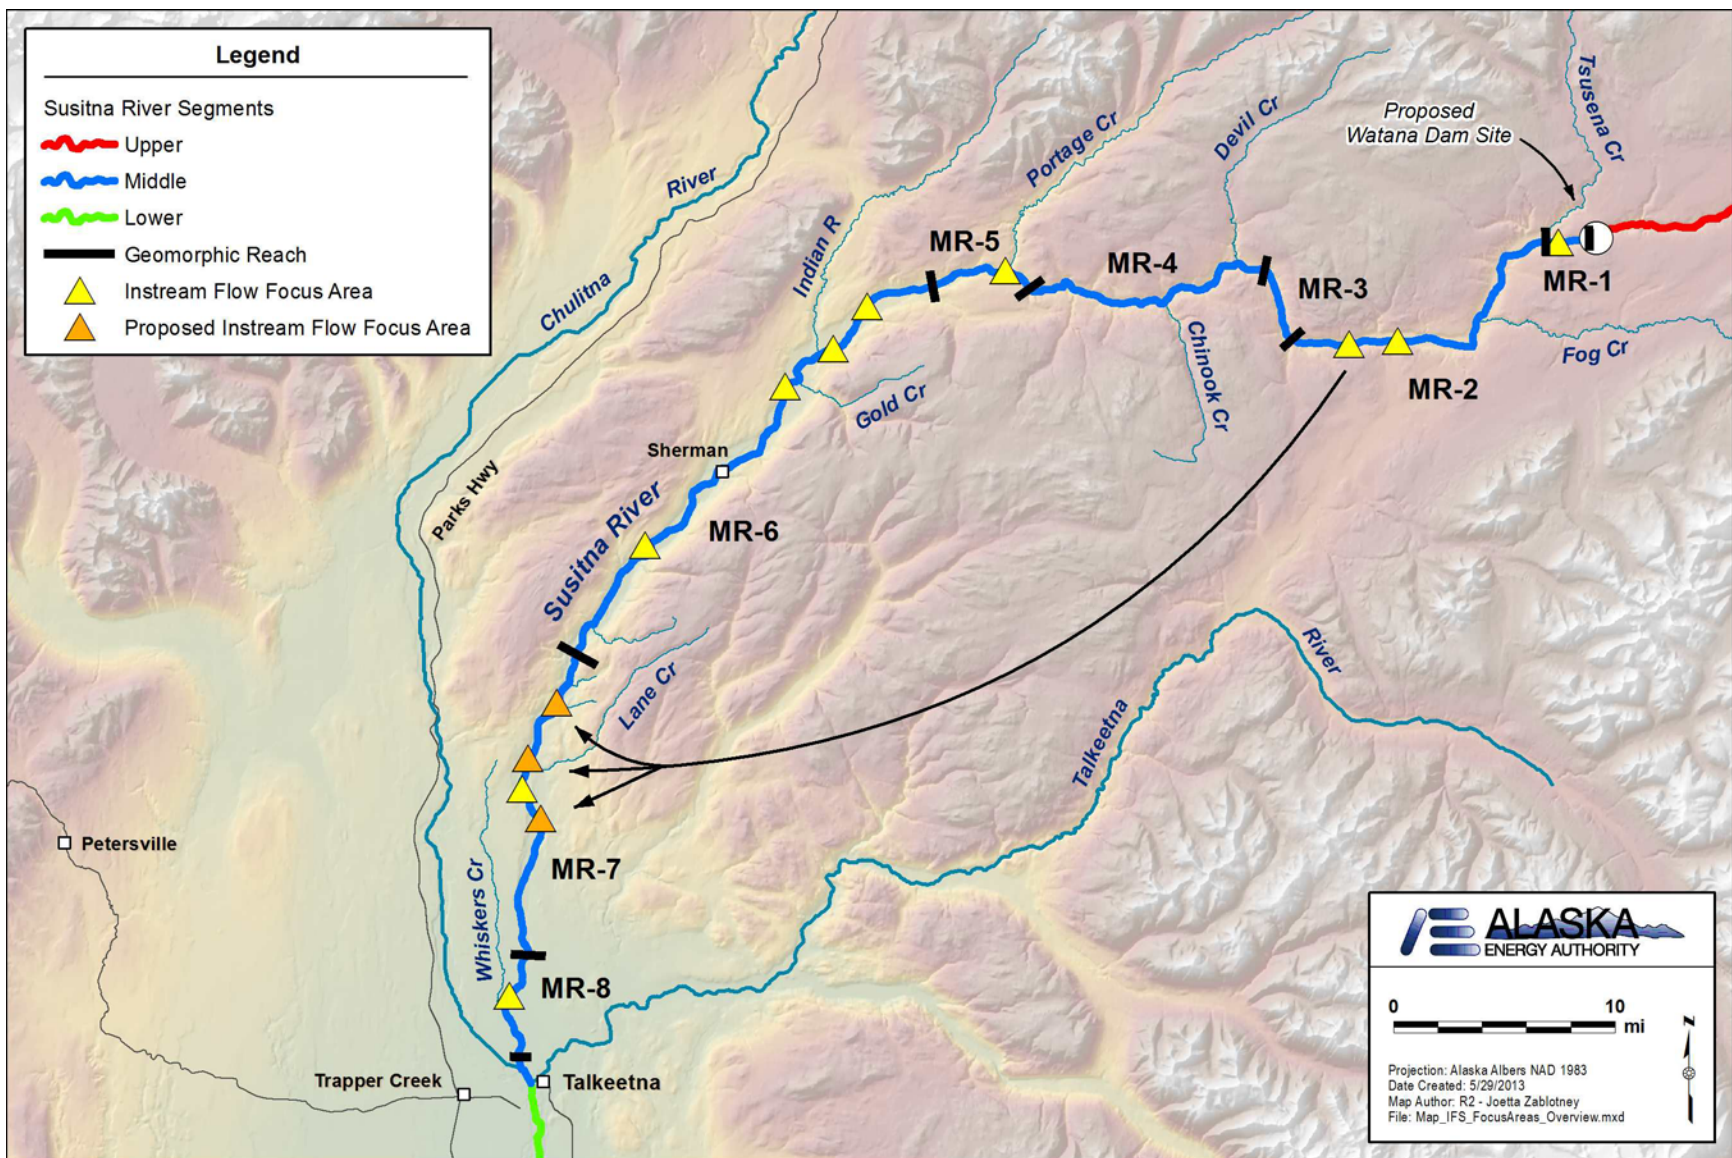 Legend
Susitna River Segments
Upper
Middle
Lower
Geomorphic Reach
Instream Flow Focus Area
Proposed Instream Flow Focus Area
Chulitna
River
Parks Hwy
Indian R
Portage Cr
Devil Cr
Tsusena Cr
Proposed
Watana Dam Site
MR-5
MR-4
MR-3
MR-1
MR-2
Fog Cr
Chinook Cr
Gold Cr
Sherman
Susitna River
MR-6
Lane Cr
Talkeetna
River
Petersville
Whiskers Cr
MR-7
MR-8
Trapper Creek
Talkeetna
ALASKA
ENERGY AUTHORITY
0 10
mi
N
Projection: Alaska Albers NAD 1983
Date Created: 5/29/2013
Map Author: R2 - Joetta Zablotney
File: Map_IFS_FocusAreas_Overview.mxd